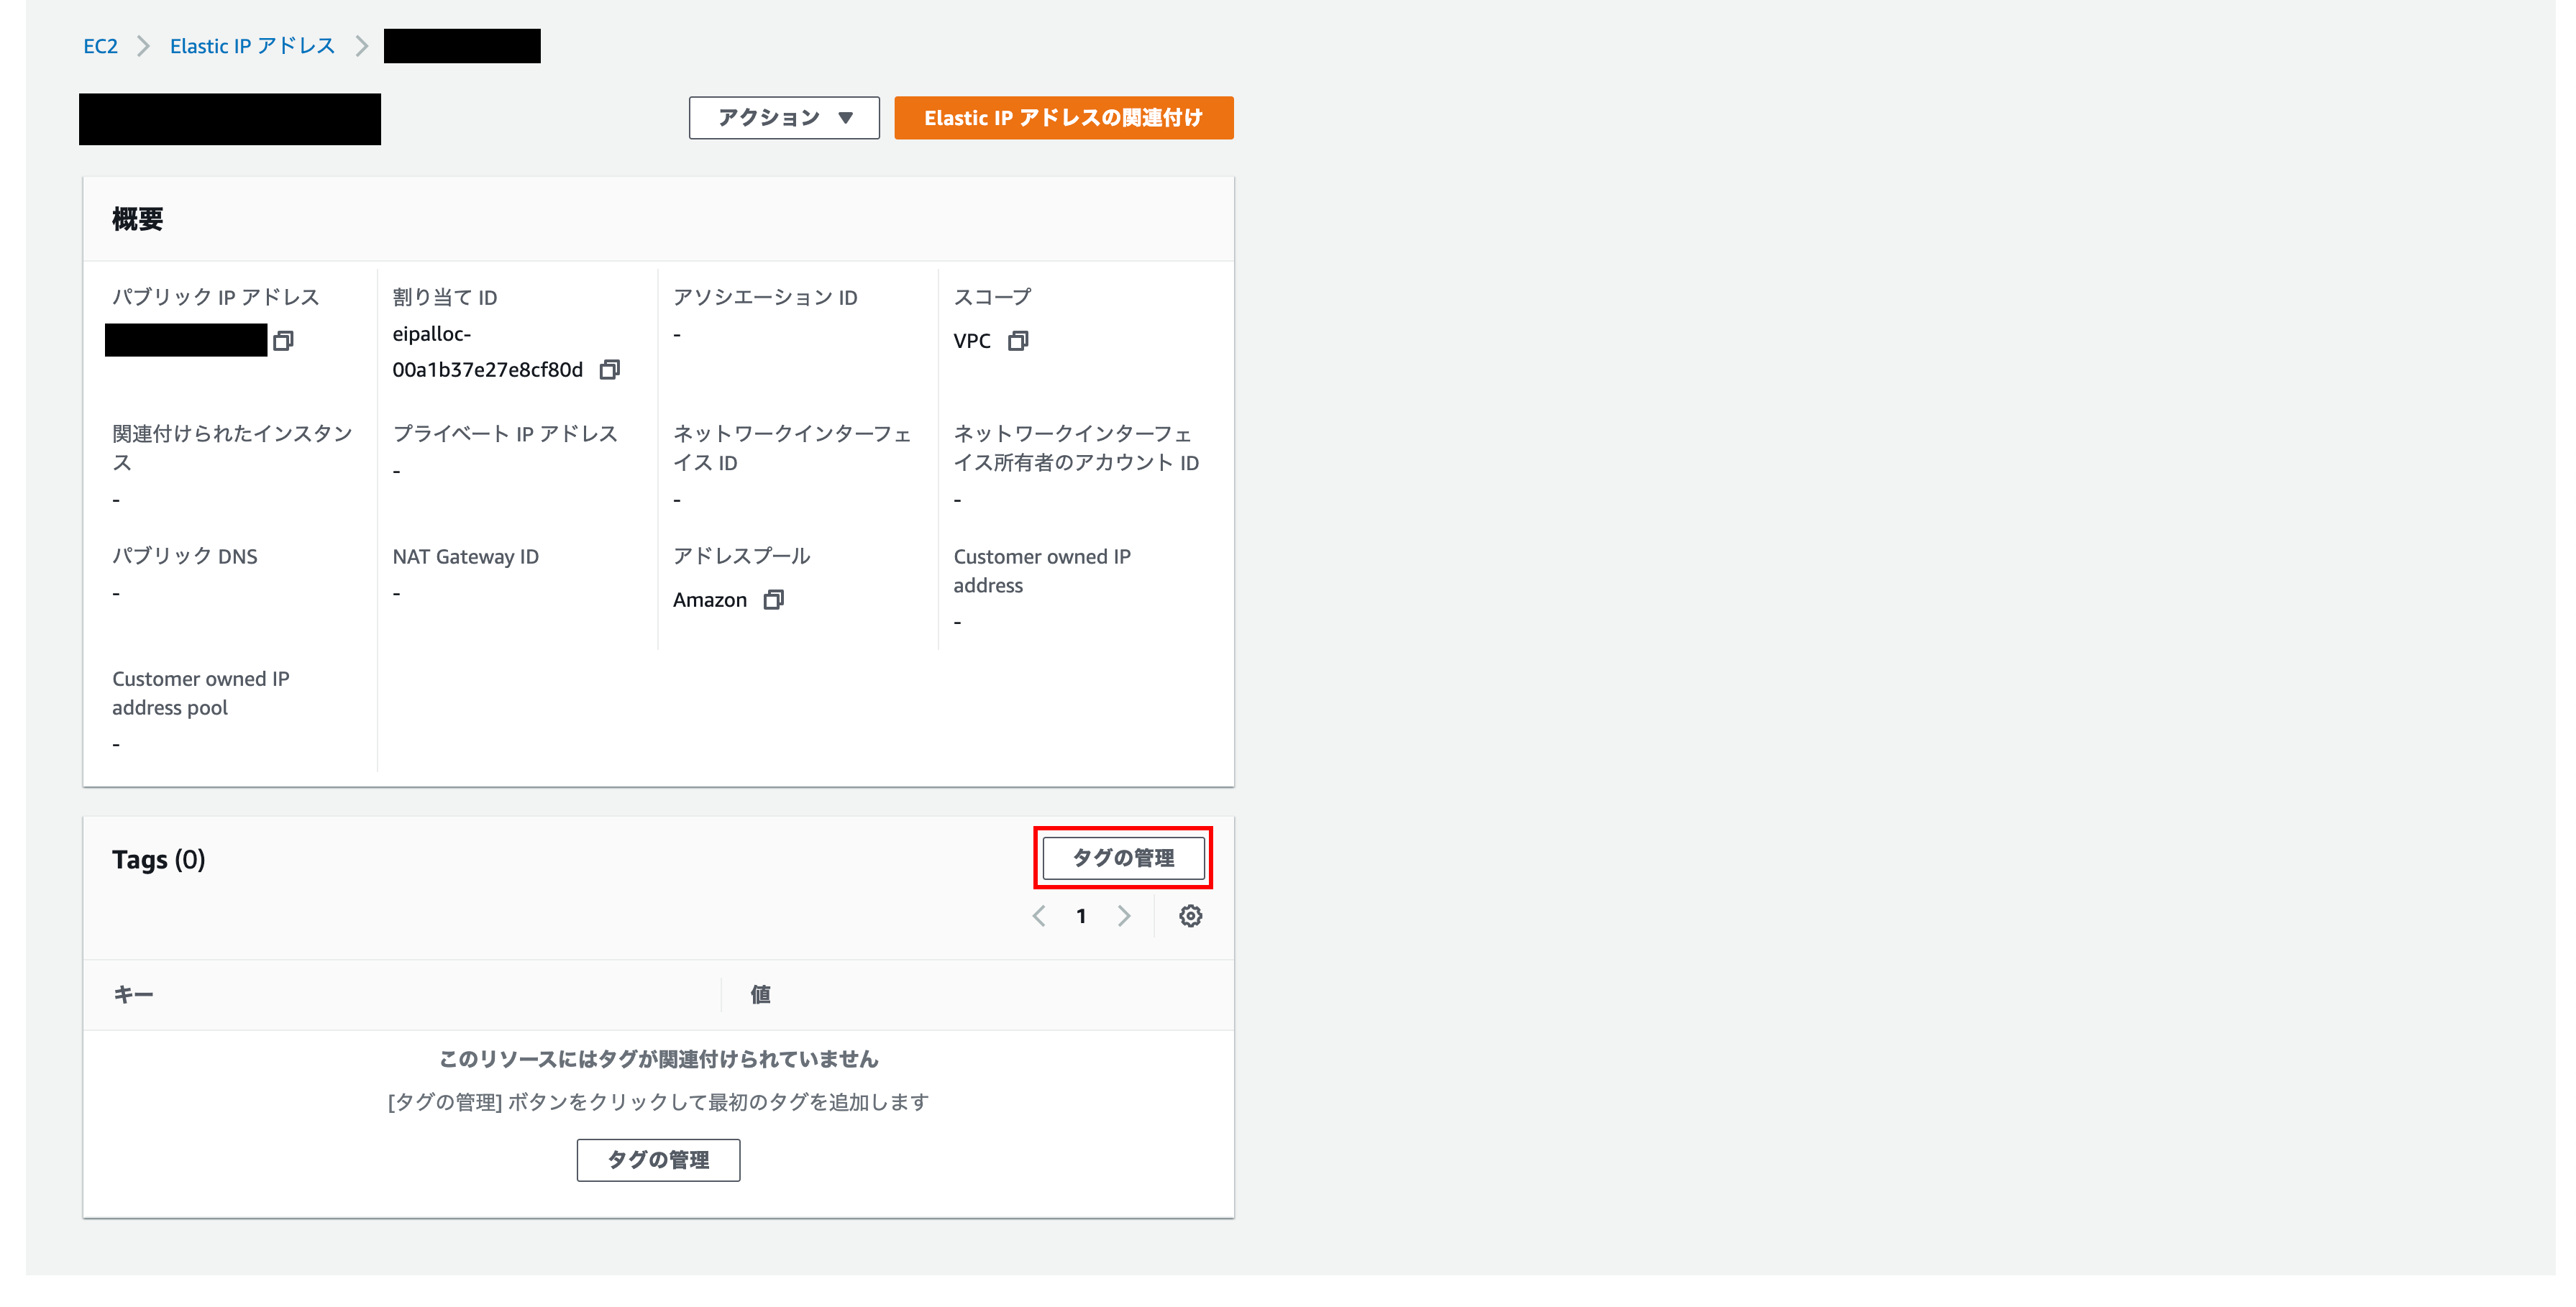 EC2 > Elastic IP アドレス >
アクション ▼ Elastic IP アドレスの関連付け
概要
パブリック IP アドレス
割り当て ID
eipalloc-
00a1b37e27e8cf80d
アソシエーション ID
-
スコープ
VPC
関連付けられたインスタン
ス
-
プライベート IP アドレス
-
ネットワークインターフェ
イス ID
-
ネットワークインターフェ
イス所有者のアカウント ID
-
パブリック DNS
-
NAT Gateway ID
-
アドレスプール
Amazon
Customer owned IP
address
-
Customer owned IP
address pool
-
Tags (0)
タグの管理
< 1 >
キー 値
このリソースにはタグが関連付けられていません
[タグの管理] ボタンをクリックして最初のタグを追加します
タグの管理